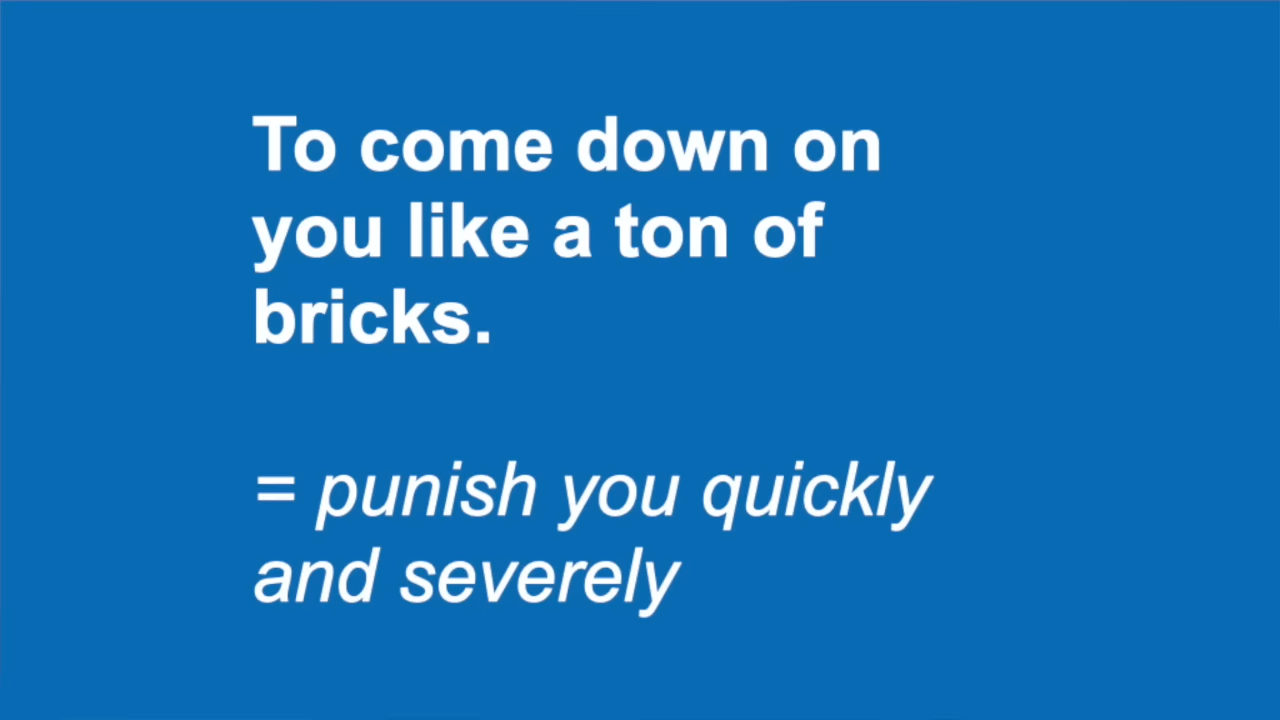 To come down on
you like a ton of
bricks.
= punish you quickly
and severely